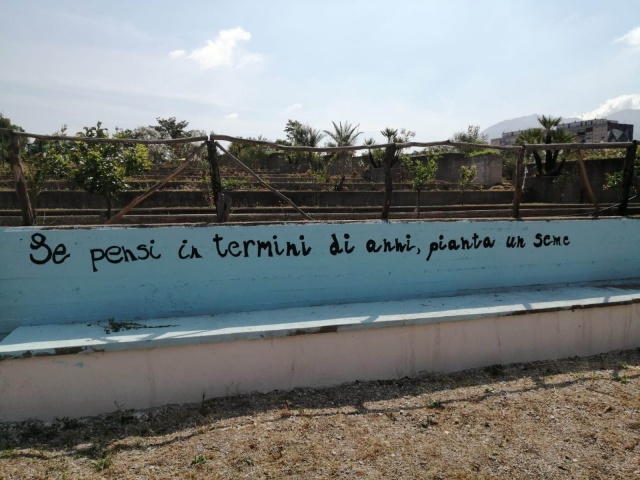 Se pensi in termini di anni, pianta un seme